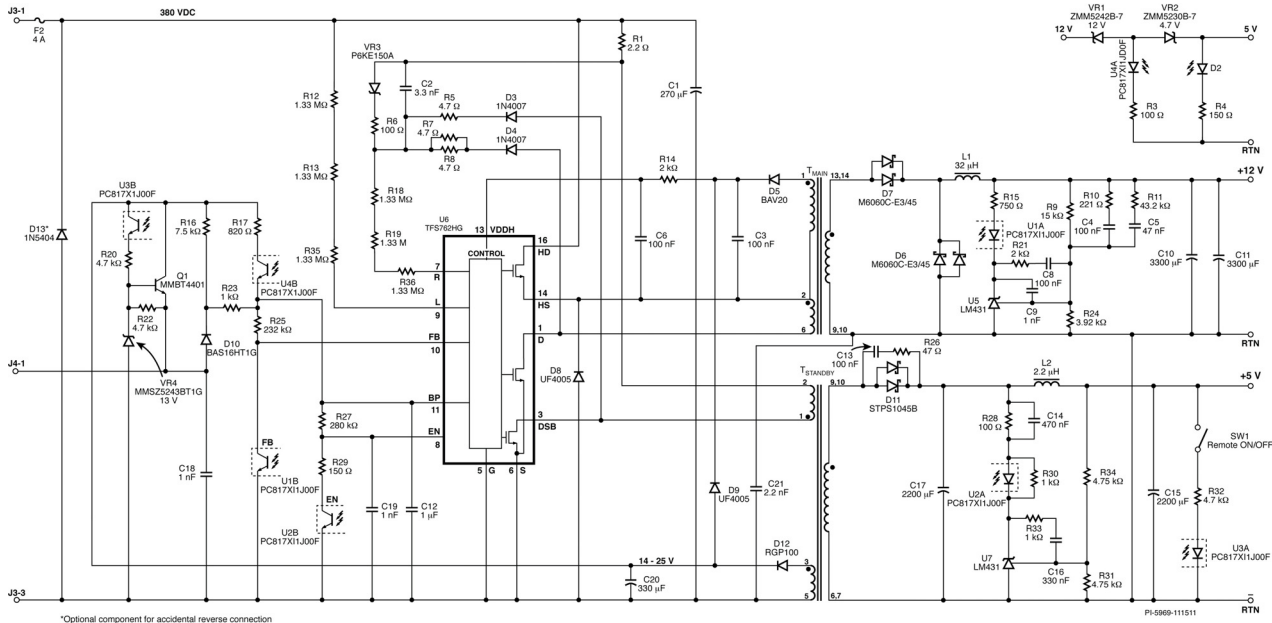 J3-1
F2
4 A
380 VDC
VR3
P6KE150A
C2
3.3 nF
R1
2.2 Ω
C1
270 µF
VR1
ZMM5242B-7
12 V
VR2
ZMM5230B-7
4.7 V
12 V
5 V
U4A
PC817XI1JD0F
D2
R3
100 Ω
R4
150 Ω
RTN
R12
1.33 MΩ
R6
100 Ω
R5
4.7 Ω
D3
1N4007
R7
4.7 Ω
D4
1N4007
R8
4.7 Ω
R13
1.33 MΩ
R18
1.33 MΩ
R14
2 kΩ
D5
BAV20
1
TMAIN
13,14
D7
M6060C-E3/45
L1
32 µH
+12 V
U3B
PC817X1J00F
D13*
1N5404
R16
7.5 kΩ
R17
820 Ω
R20
4.7 kΩ
Q1
MMBT4401
U4B
PC817X1J00F
R35
1.33 MΩ
R19
1.33 M
R36
1.33 MΩ
U6
TFS762HG
13 VDDH
CONTROL
16
HD
14
HS
1
D
3
DSB
7
R
L
9
FB
10
BP
11
EN
8
5 G
6 S
C6
100 nF
C3
100 nF
2
6
9,10
D6
M6060C-E3/45
R15
750 Ω
U1A
PC817XI1J00F
R21
2 kΩ
C8
100 nF
U5
LM431
C9
1 nF
R9
15 kΩ
R10
221 Ω
C4
100 nF
R11
43.2 kΩ
C5
47 nF
C10
3300 µF
C11
3300 µF
R24
3.92 kΩ
RTN
R22
4.7 kΩ
R23
1 kΩ
R25
232 kΩ
D10
BAS16HT1G
J4-1
VR4
MMSZ5243BT1G
13 V
D8
UF4005
C13
100 nF
R26
47 Ω
TSTANDBY
2
9,10
1
D11
STPS1045B
L2
2.2 µH
+5 V
FB
U1B
PC817XI1J00F
C18
1 nF
R27
280 kΩ
R29
150 Ω
EN
U2B
PC817XI1J00F
C19
1 nF
C12
1 µF
D9
UF4005
C21
2.2 nF
C17
2200 µF
R28
100 Ω
C14
470 nF
U2A
PC817XI1J00F
R30
1 kΩ
R34
4.75 kΩ
R33
1 kΩ
C16
330 nF
U7
LM431
R31
4.75 kΩ
C15
2200 µF
SW1
Remote ON/OFF
R32
4.7 kΩ
U3A
PC817XI1J00F
14 - 25 V
D12
RGP100
3
C20
330 µF
5
6,7
J3-3
RTN
PI-5969-111511
*Optional component for accidental reverse connection